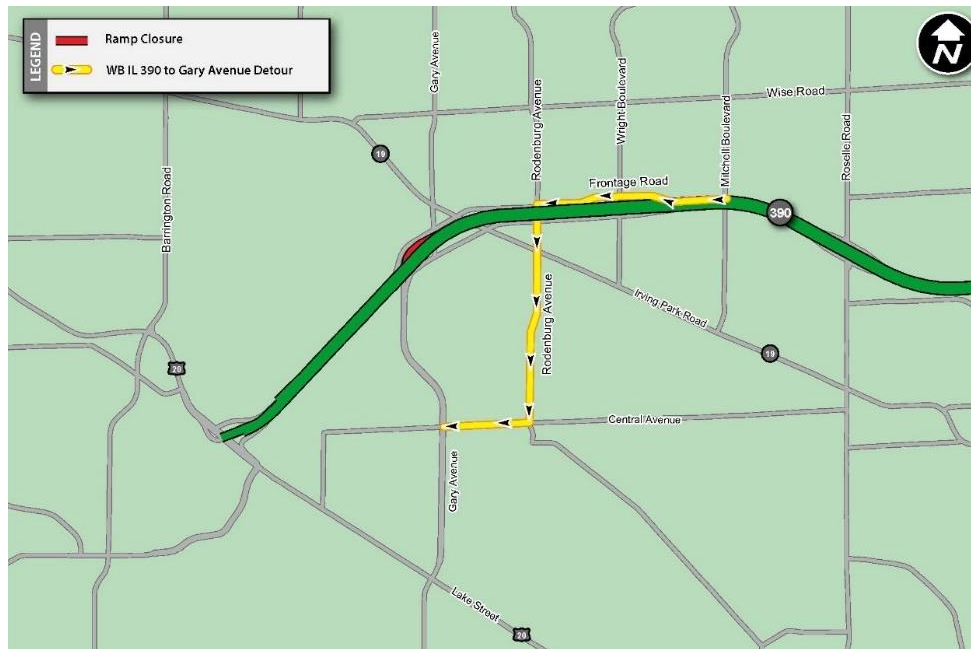 LEGEND
Ramp Closure
WB IL 390 to Gary Avenue Detour
N
Gary Avenue
Rodenburg Avenue
Wright Boulevard
Mitchell Boulevard
Wise Road
Roselle Road
19
Barrington Road
Frontage Road
390
Rodenburg Avenue
Irving Park Road
19
20
Central Avenue
Gary Avenue
Lake Street
20